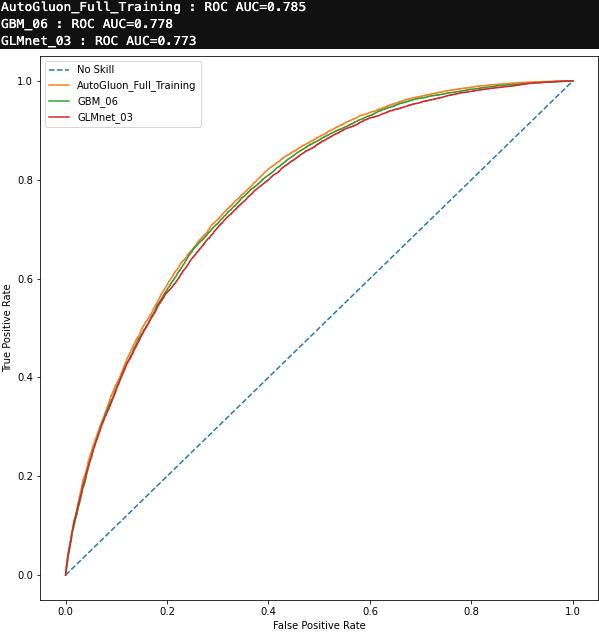 AutoGluon_Full_Training : ROC AUC=0.785
GBM_06 : ROC AUC=0.778
GLMnet_03 : ROC AUC=0.773
No Skill
AutoGluon_Full_Training
GBM_06
GLMnet_03
1.0
0.8
0.6
0.4
0.2
0.0
True Positive Rate
0.0 0.2 0.4 0.6 0.8 1.0
False Positive Rate